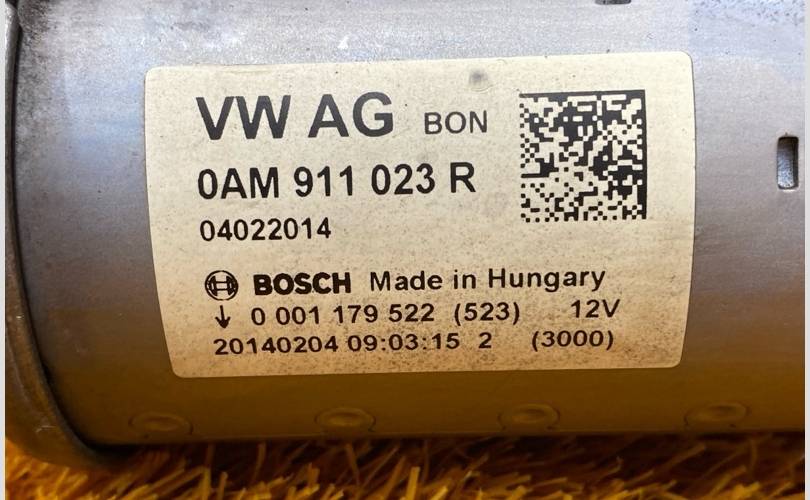 VW AG BON
0AM 911 023 R
04022014
BOSCH Made in Hungary
↓ 0 001 179 522 (523) 12V
20140204 09:03:15 2 (3000)